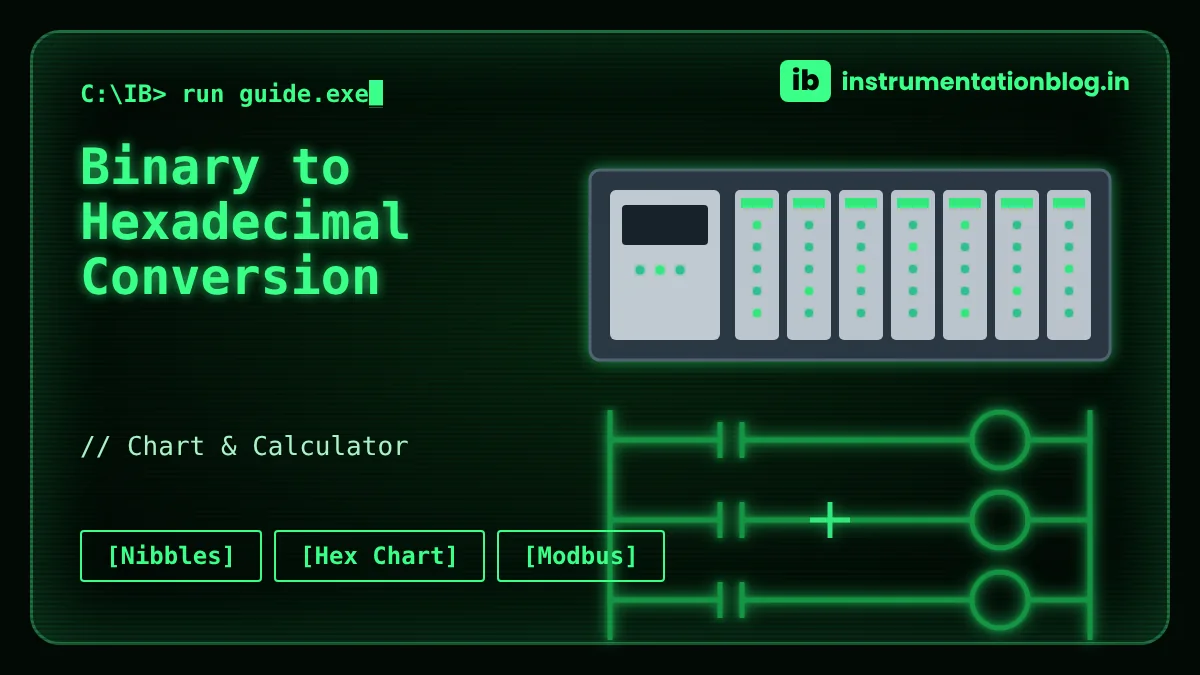 C:\IB> run guide.exe
ib instrumentationblog.in
Binary to
Hexadecimal
Conversion
// Chart & Calculator
[Nibbles] [Hex Chart] [Modbus]